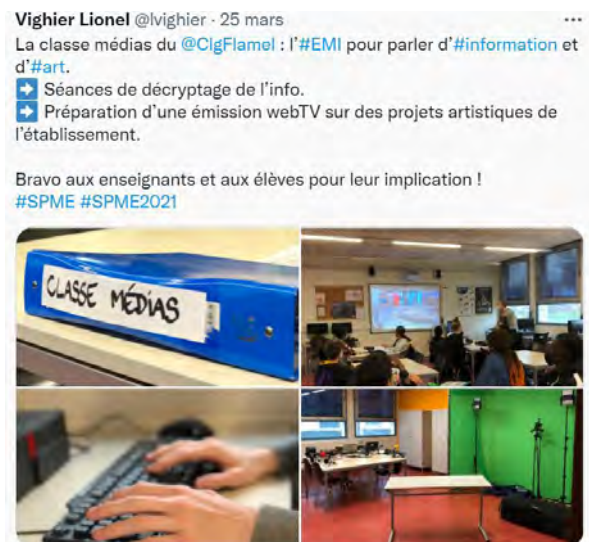 Vighier Lionel @lvighier · 25 mars
La classe médias du @ClgFlamel : l'#EMI pour parler d'#information et
d'#art.
➡ Séances de décryptage de l'info.
➡ Préparation d'une émission webTV sur des projets artistiques de
l'établissement.
Bravo aux enseignants et aux élèves pour leur implication !
#SPME #SPME2021
CLASSE MÉDIAS